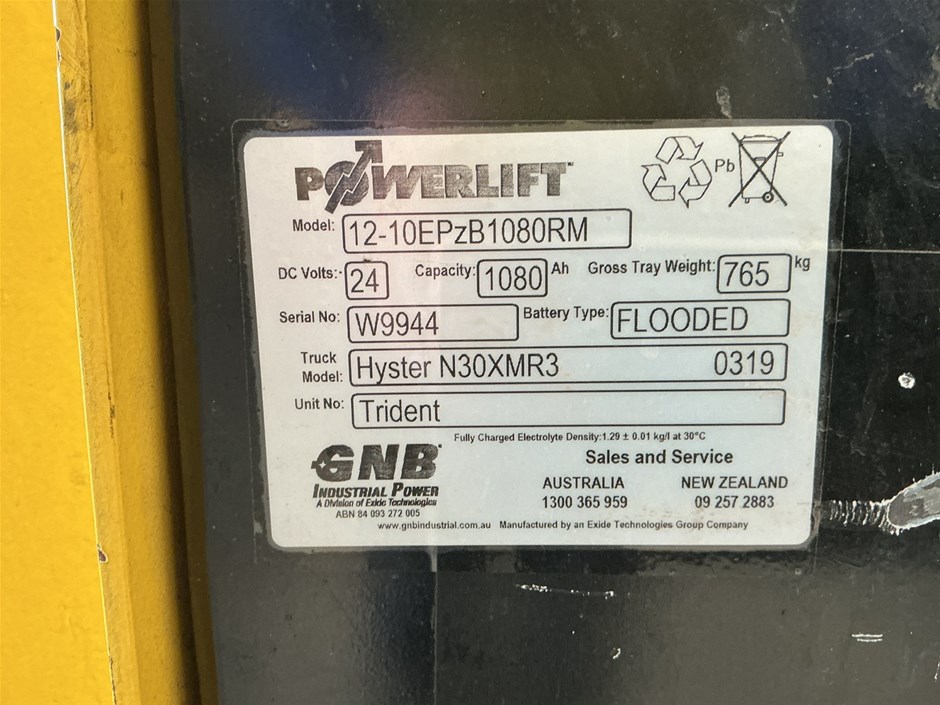 POWERLIFT™
Pb
Model: 12-10EPzB1080RM
DC Volts:- 24 Capacity: 1080 Ah Gross Tray Weight: 765 kg
Serial No: W9944 Battery Type: FLOODED
Truck Model: Hyster N30XMR3 0319
Unit No: Trident
Fully Charged Electrolyte Density:1.29 ± 0.01 kg/l at 30°C
GNB
INDUSTRIAL POWER
A Division of Exide Technologies
ABN 84 093 272 005
Sales and Service
AUSTRALIA NEW ZEALAND
1300 365 959 09 257 2883
www.gnbindustrial.com.au Manufactured by an Exide Technologies Group Company